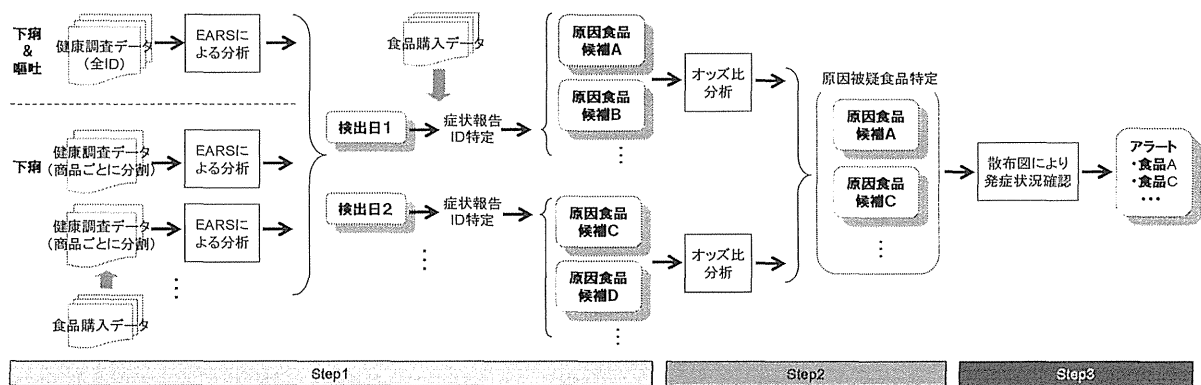 下痢
&
嘔吐
健康調査データ
(全ID)
EARSに
よる分析
下痢
健康調査データ
(商品ごとに分割)
EARSに
よる分析
健康調査データ
(商品ごとに分割)
EARSに
よる分析
食品購入データ
食品購入データ
検出日1
症状報告
ID特定
検出日2
症状報告
ID特定
原因食品
候補A
原因食品
候補B
原因食品
候補C
原因食品
候補D
オッズ比
分析
オッズ比
分析
原因被疑食品特定
原因食品
候補A
原因食品
候補C
散布図により
発症状況確認
アラート
・食品A
・食品C
・・・
Step1
Step2
Step3